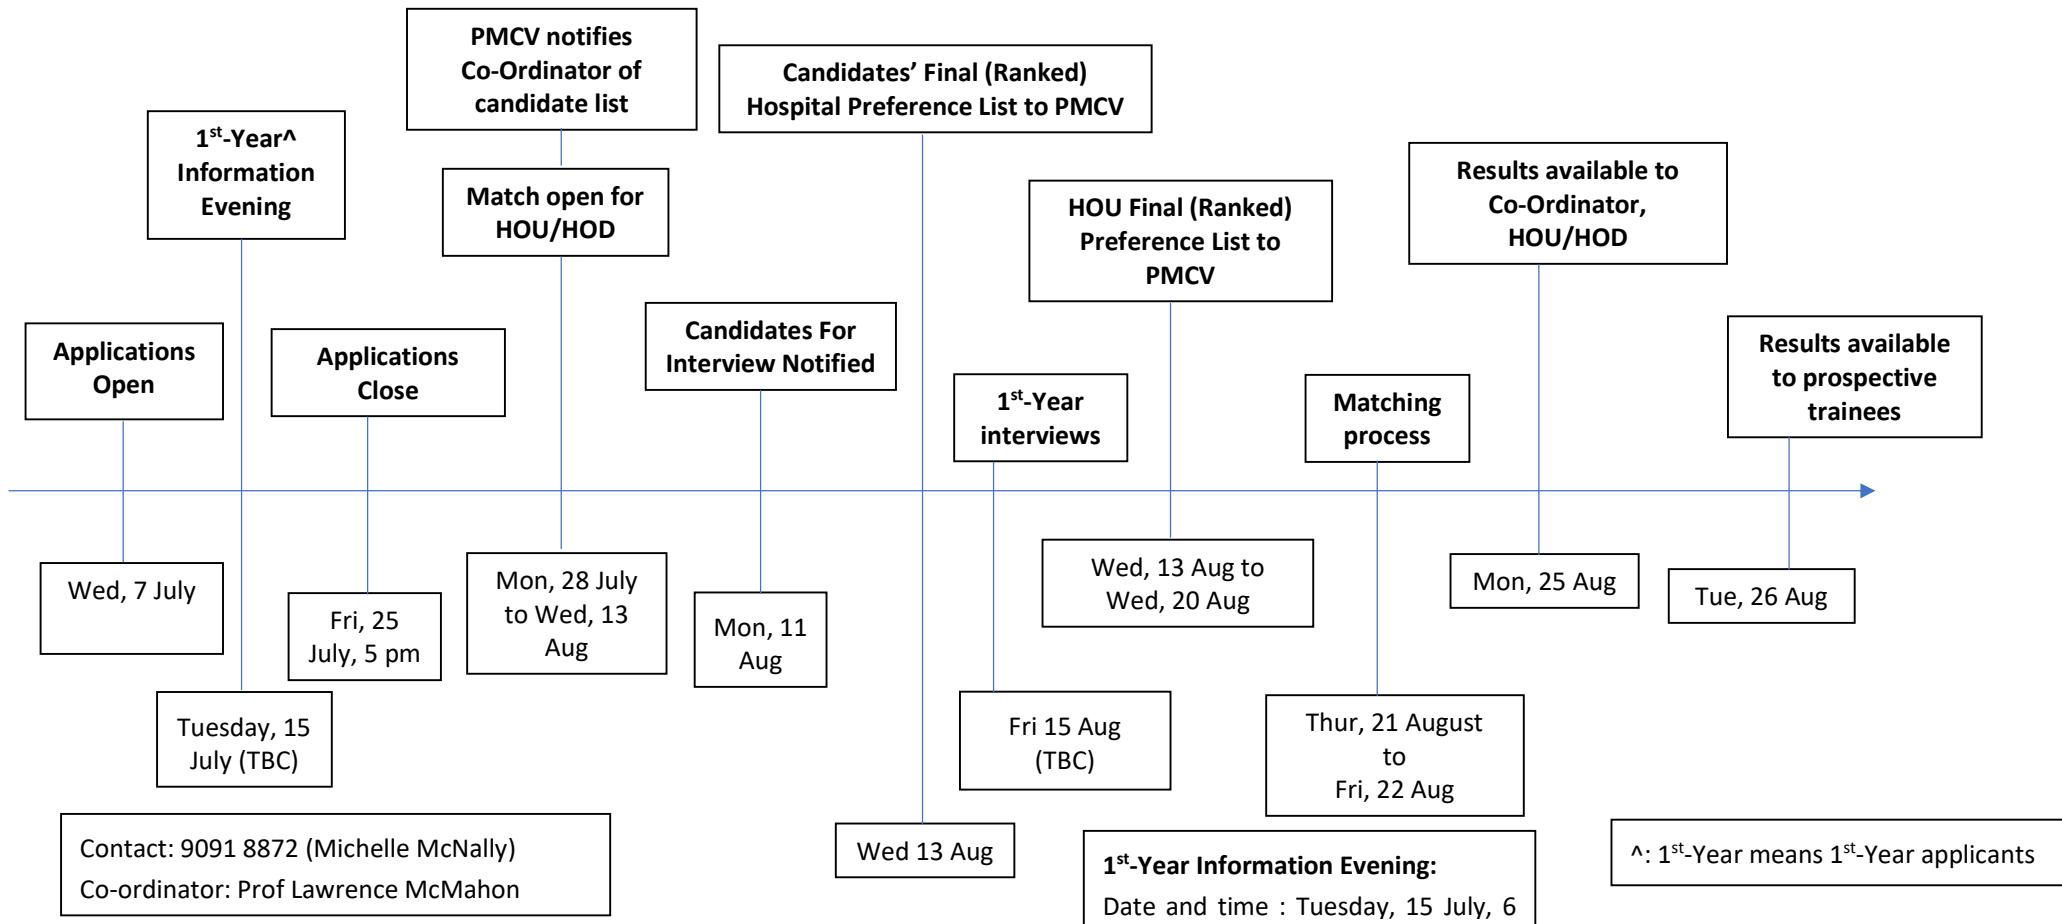 PMCV notifies
Co-Ordinator of
candidate list
Candidates’ Final (Ranked)
Hospital Preference List to PMCV
1st-Year^
Information
Evening
Match open for
HOU/HOD
HOU Final (Ranked)
Preference List to
PMCV
Results available to
Co-Ordinator,
HOU/HOD
Applications
Open
Applications
Close
Candidates For
Interview Notified
1st-Year
interviews
Matching
process
Results available
to prospective
trainees
Wed, 7 July
Tuesday, 15
July (TBC)
Fri, 25
July, 5 pm
Mon, 28 July
to Wed, 13
Aug
Mon, 11
Aug
Wed 13 Aug
Fri 15 Aug
(TBC)
Wed, 13 Aug to
Wed, 20 Aug
Thur, 21 August
to
Fri, 22 Aug
Mon, 25 Aug
Tue, 26 Aug
Contact: 9091 8872 (Michelle McNally)
Co-ordinator: Prof Lawrence McMahon
1st-Year Information Evening:
Date and time : Tuesday, 15 July, 6
^: 1st-Year means 1st-Year applicants